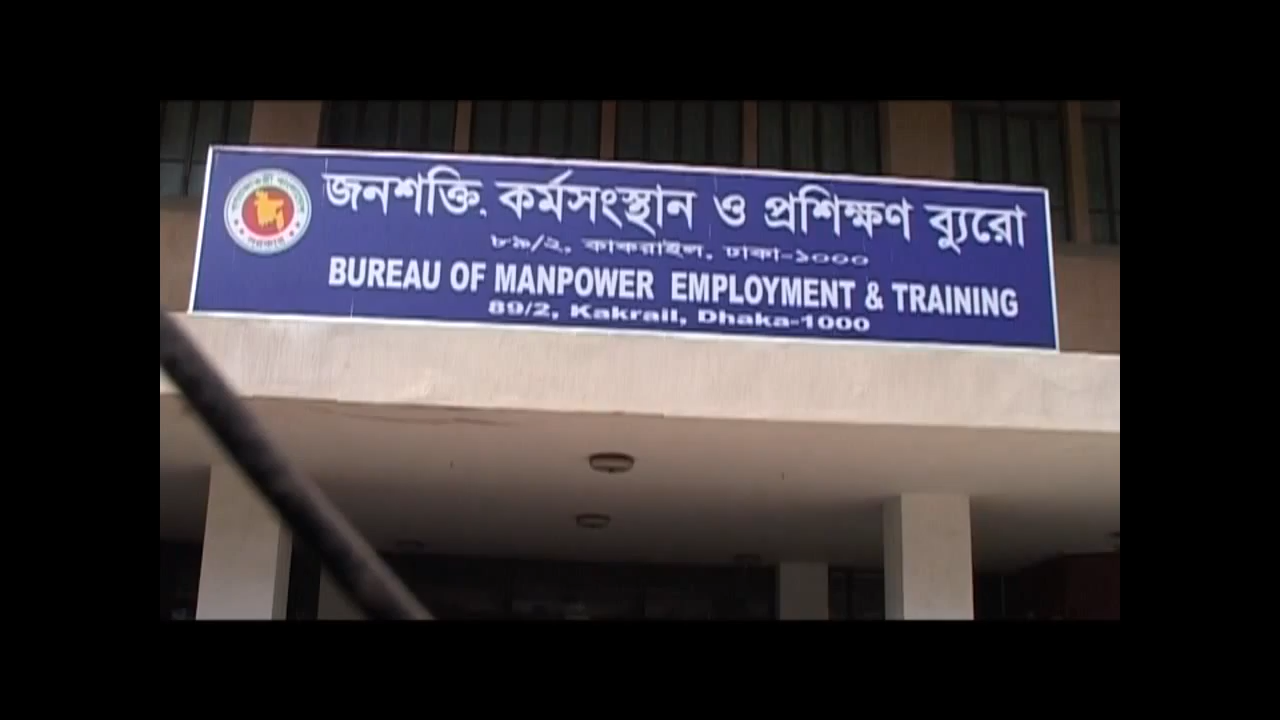 জনশক্তি, কর্মসংস্থান ও প্রশিক্ষণ ব্যুরো
৮৯/২, কাকরাইল, ঢাকা-১০০০
BUREAU OF MANPOWER EMPLOYMENT & TRAINING
89/2, Kakrail, Dhaka-1000